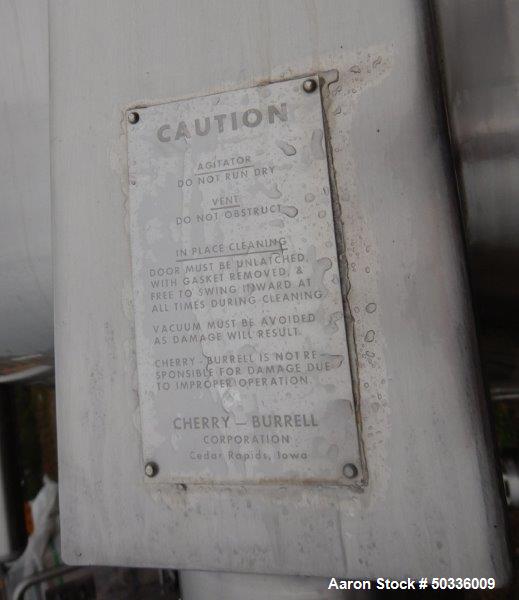 CAUTION
AGITATOR
DO NOT RUN DRY
VENT
DO NOT OBSTRUCT
IN PLACE CLEANING
DOOR MUST BE UNLATCHED,
WITH GASKET REMOVED, &
FREE TO SWING INWARD AT
ALL TIMES DURING CLEANING
VACUUM MUST BE AVOIDED
AS DAMAGE WILL RESULT.
CHERRY - BURRELL IS NOT RE
SPONSIBLE FOR DAMAGE DUE
TO IMPROPER OPERATION.
CHERRY — BURRELL
CORPORATION
Cedar Rapids, Iowa
Aaron Stock # 50336009